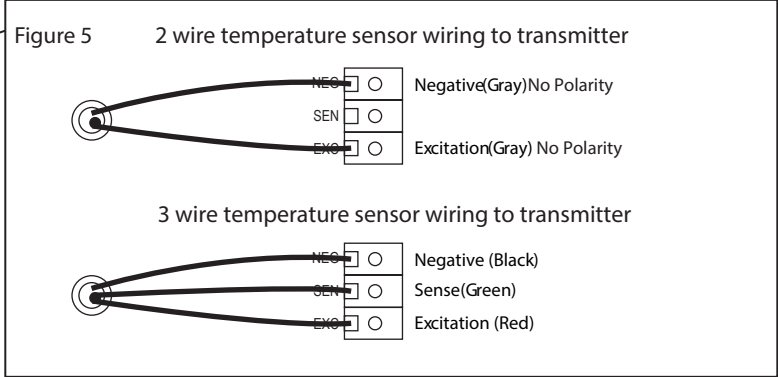 Figure 5 2 wire temperature sensor wiring to transmitter
NEG Negative(Gray)No Polarity
SEN
EXC Excitation(Gray) No Polarity
3 wire temperature sensor wiring to transmitter
NEG Negative (Black)
SEN Sense(Green)
EXC Excitation (Red)